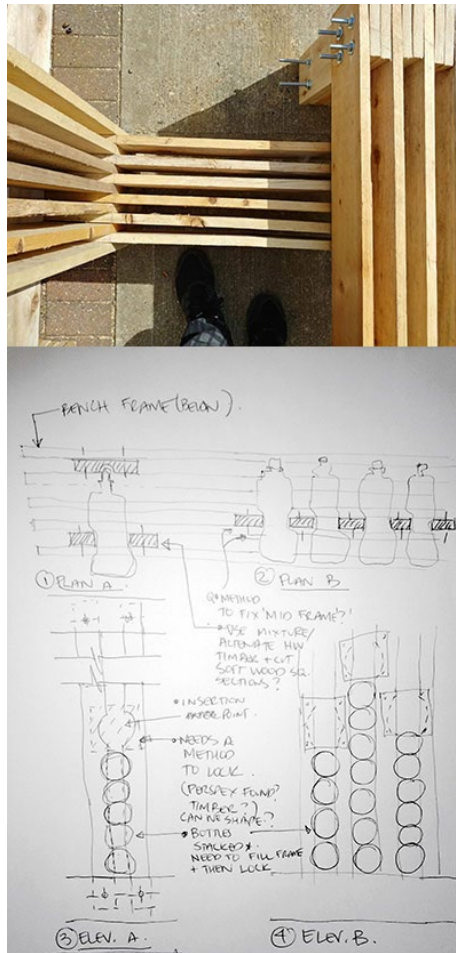 BENCH FRAME (BELOW).
① PLAN A.
② PLAN B
Q• METHOD
TO FIX 'MID FRAME'?'
• USE MIXTURE/
ALTERNATE HW
TIMBER + CUT
SOFT WOOD SQ.
SECTIONS?
• INSERTION
POINT.
• NEEDS A
METHOD
TO LOCK.
(PERSPEX FOUND?
TIMBER?)
CAN WE SHAPE?
• BOTTLES
STACKED
NEED TO FILL FRAME
+ THEN LOCK.
③ ELEV. A.
④ ELEV. B.